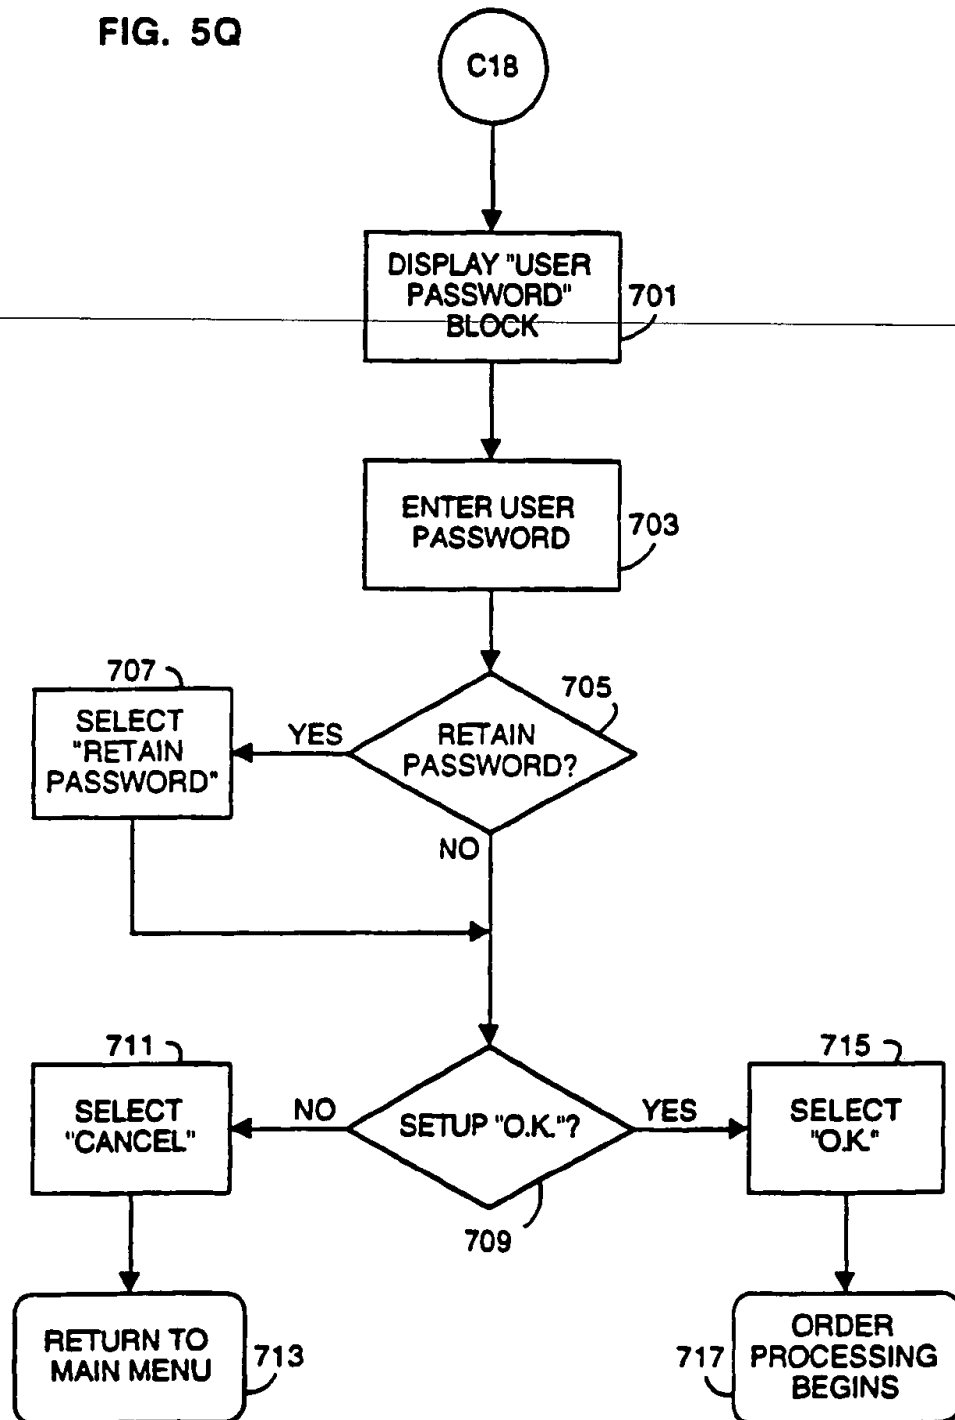 FIG. 5Q
C18
DISPLAY "USER
PASSWORD"
BLOCK
701
ENTER USER
PASSWORD
703
707
SELECT
"RETAIN
PASSWORD"
YES
RETAIN
PASSWORD?
705
NO
711
SELECT
"CANCEL"
NO
SETUP "O.K."?
709
YES
715
SELECT
"O.K."
RETURN TO
MAIN MENU
713
717
ORDER
PROCESSING
BEGINS